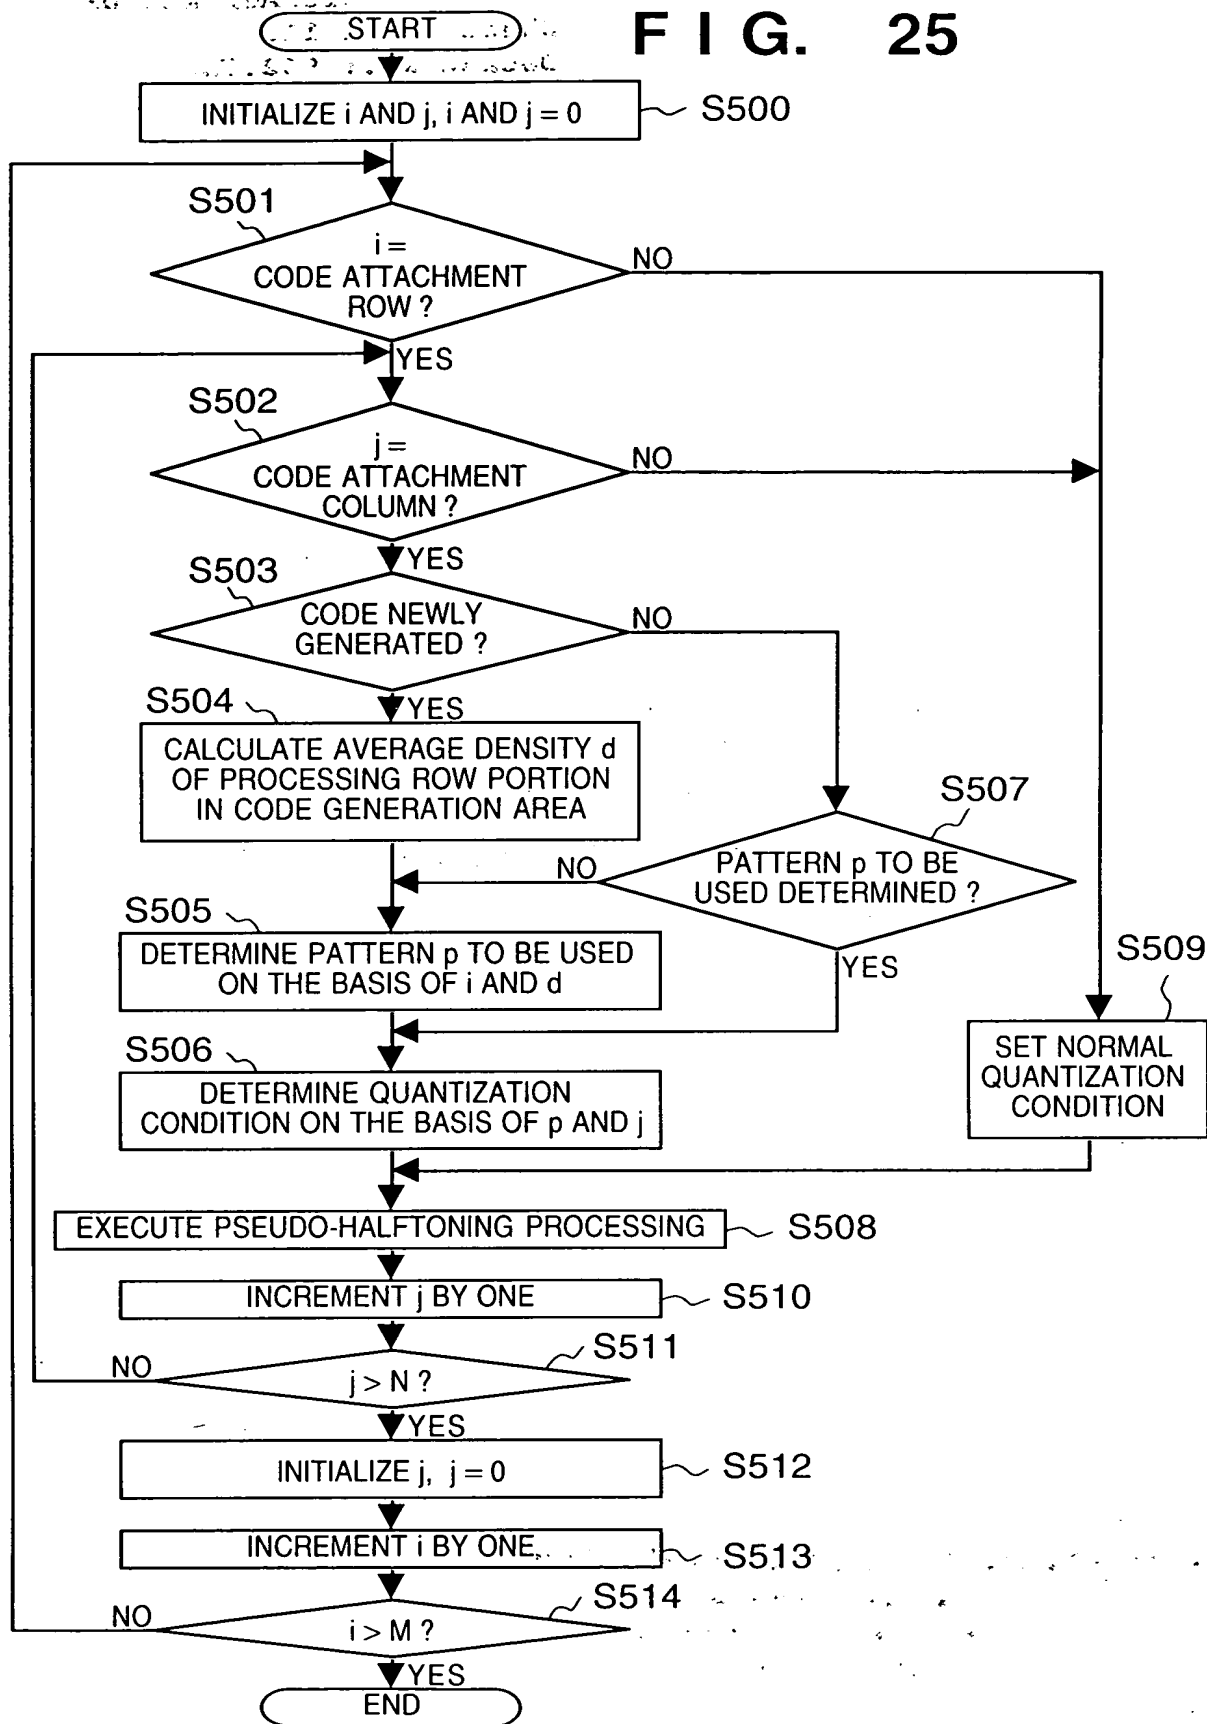 START
F I G. 25
INITIALIZE i AND j, i AND j = 0
S500
S501
i =
CODE ATTACHMENT
ROW ?
NO
YES
S502
j =
CODE ATTACHMENT
COLUMN ?
NO
YES
S503
CODE NEWLY
GENERATED ?
NO
YES
S504
CALCULATE AVERAGE DENSITY d
OF PROCESSING ROW PORTION
IN CODE GENERATION AREA
S507
PATTERN p TO BE
USED DETERMINED ?
NO
YES
S505
DETERMINE PATTERN p TO BE USED
ON THE BASIS OF i AND d
S509
SET NORMAL
QUANTIZATION
CONDITION
S506
DETERMINE QUANTIZATION
CONDITION ON THE BASIS OF p AND j
EXECUTE PSEUDO-HALFTONING PROCESSING
S508
INCREMENT j BY ONE
S510
S511
j > N ?
NO
YES
INITIALIZE j, j = 0
S512
INCREMENT i BY ONE
S513
S514
i > M ?
NO
YES
END